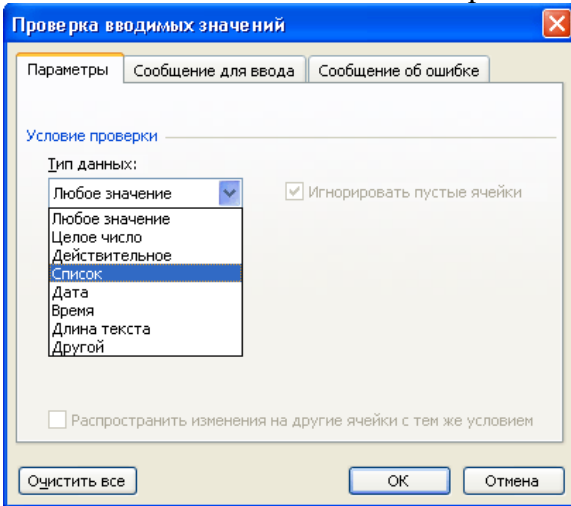 Проверка вводимых значений
Параметры Сообщение для ввода Сообщение об ошибке
Условие проверки
Тип данных:
Любое значение Игнорировать пустые ячейки
Любое значение
Целое число
Действительное
Список
Дата
Время
Длина текста
Другой
Распространить изменения на другие ячейки с тем же условием
Очистить все ОК Отмена